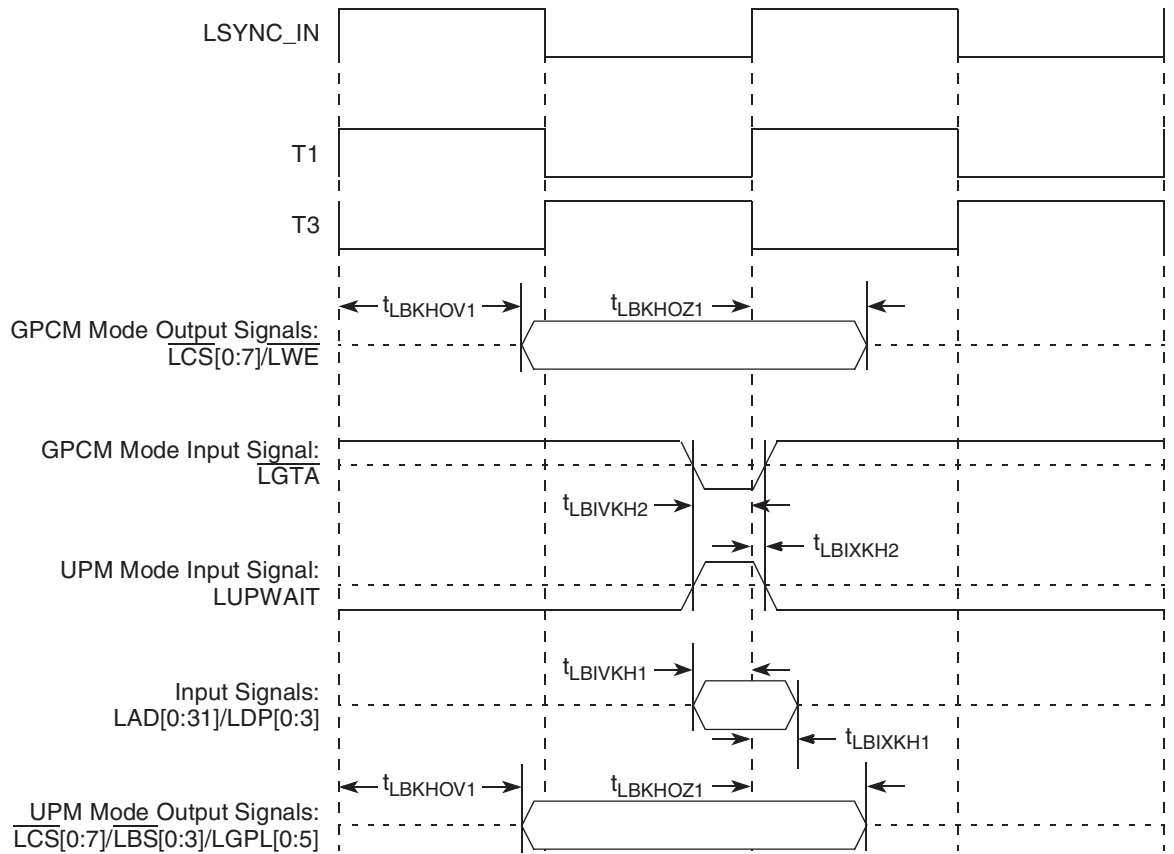 LSYNC_IN
T1
T3
tLBKHOV1
tLBKHOZ1
GPCM Mode Output Signals:
LCS[0:7]/LWE
GPCM Mode Input Signal:
LGTA
tLBIVKH2
tLBIXKH2
UPM Mode Input Signal:
LUPWAIT
tLBIVKH1
Input Signals:
LAD[0:31]/LDP[0:3]
tLBIXKH1
tLBKHOV1
tLBKHOZ1
UPM Mode Output Signals:
LCS[0:7]/LBS[0:3]/LGPL[0:5]